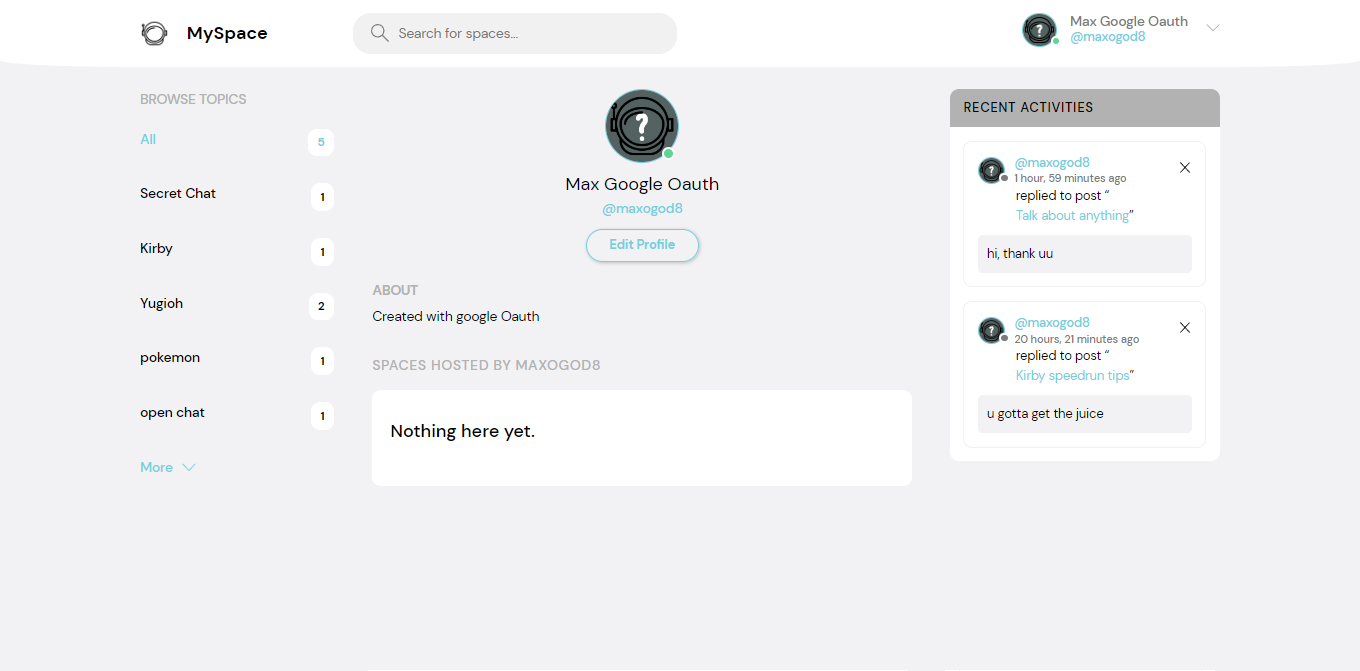 MySpace
Search for spaces...
Max Google Oauth
@maxogod8
BROWSE TOPICS
All 5
Secret Chat 1
Kirby 1
Yugioh 2
pokemon 1
open chat 1
More
?
Max Google Oauth
@maxogod8
Edit Profile
ABOUT
Created with google Oauth
SPACES HOSTED BY MAXOGOD8
Nothing here yet.
RECENT ACTIVITIES
@maxogod8
1 hour, 59 minutes ago
replied to post “
Talk about anything”
hi, thank uu
@maxogod8
20 hours, 21 minutes ago
replied to post “
Kirby speedrun tips”
u gotta get the juice